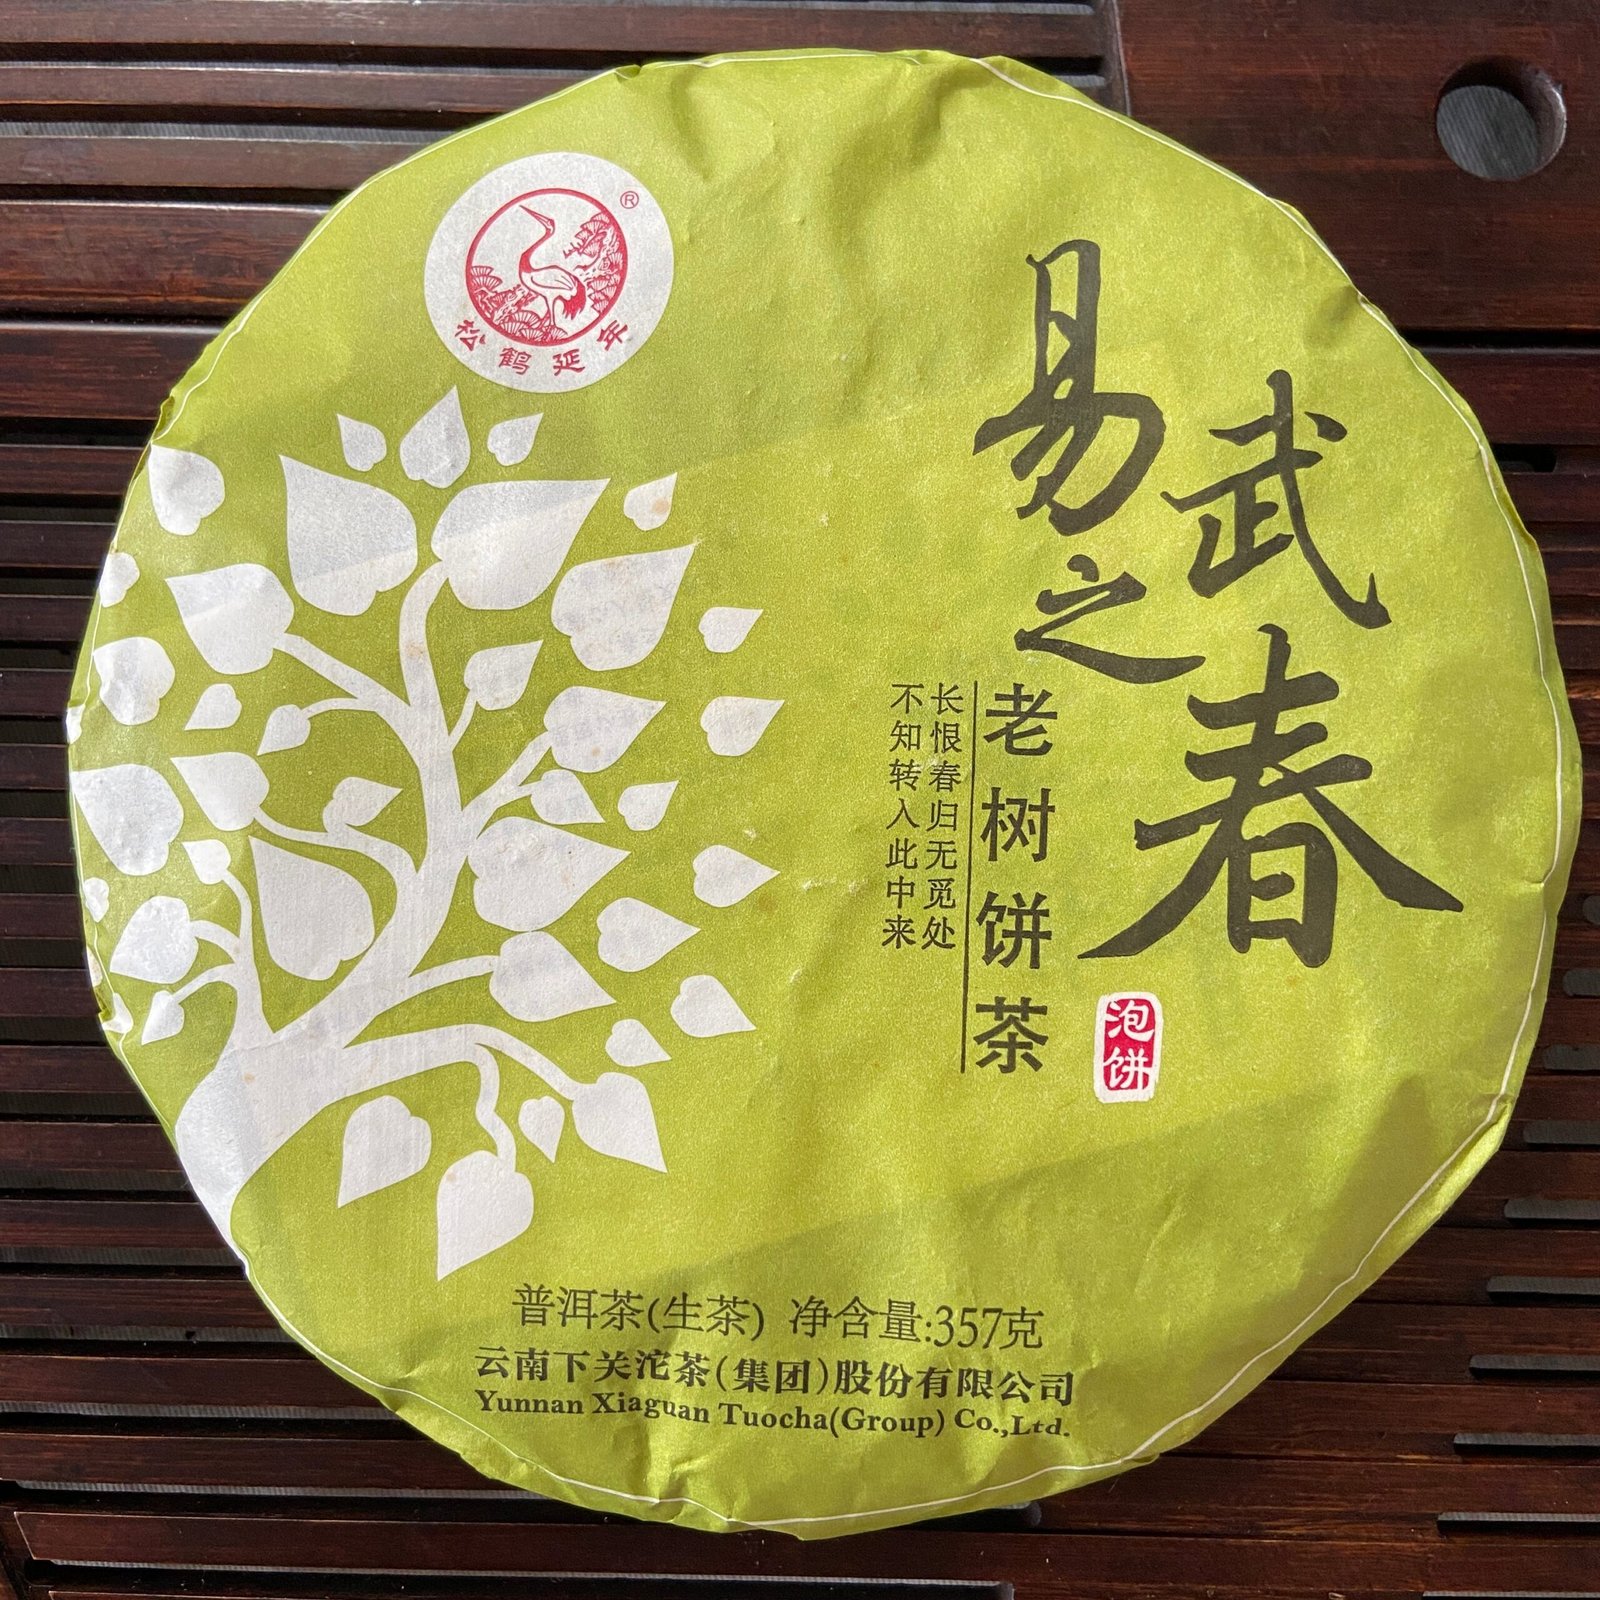 ®
松鹤延年
易武之春
老树饼茶
长恨春归无觅处
不知转入此中来
泡饼
普洱茶(生茶) 净含量:357克
云南下关沱茶(集团)股份有限公司
Yunnan Xiaguan Tuocha(Group) Co.,Ltd.